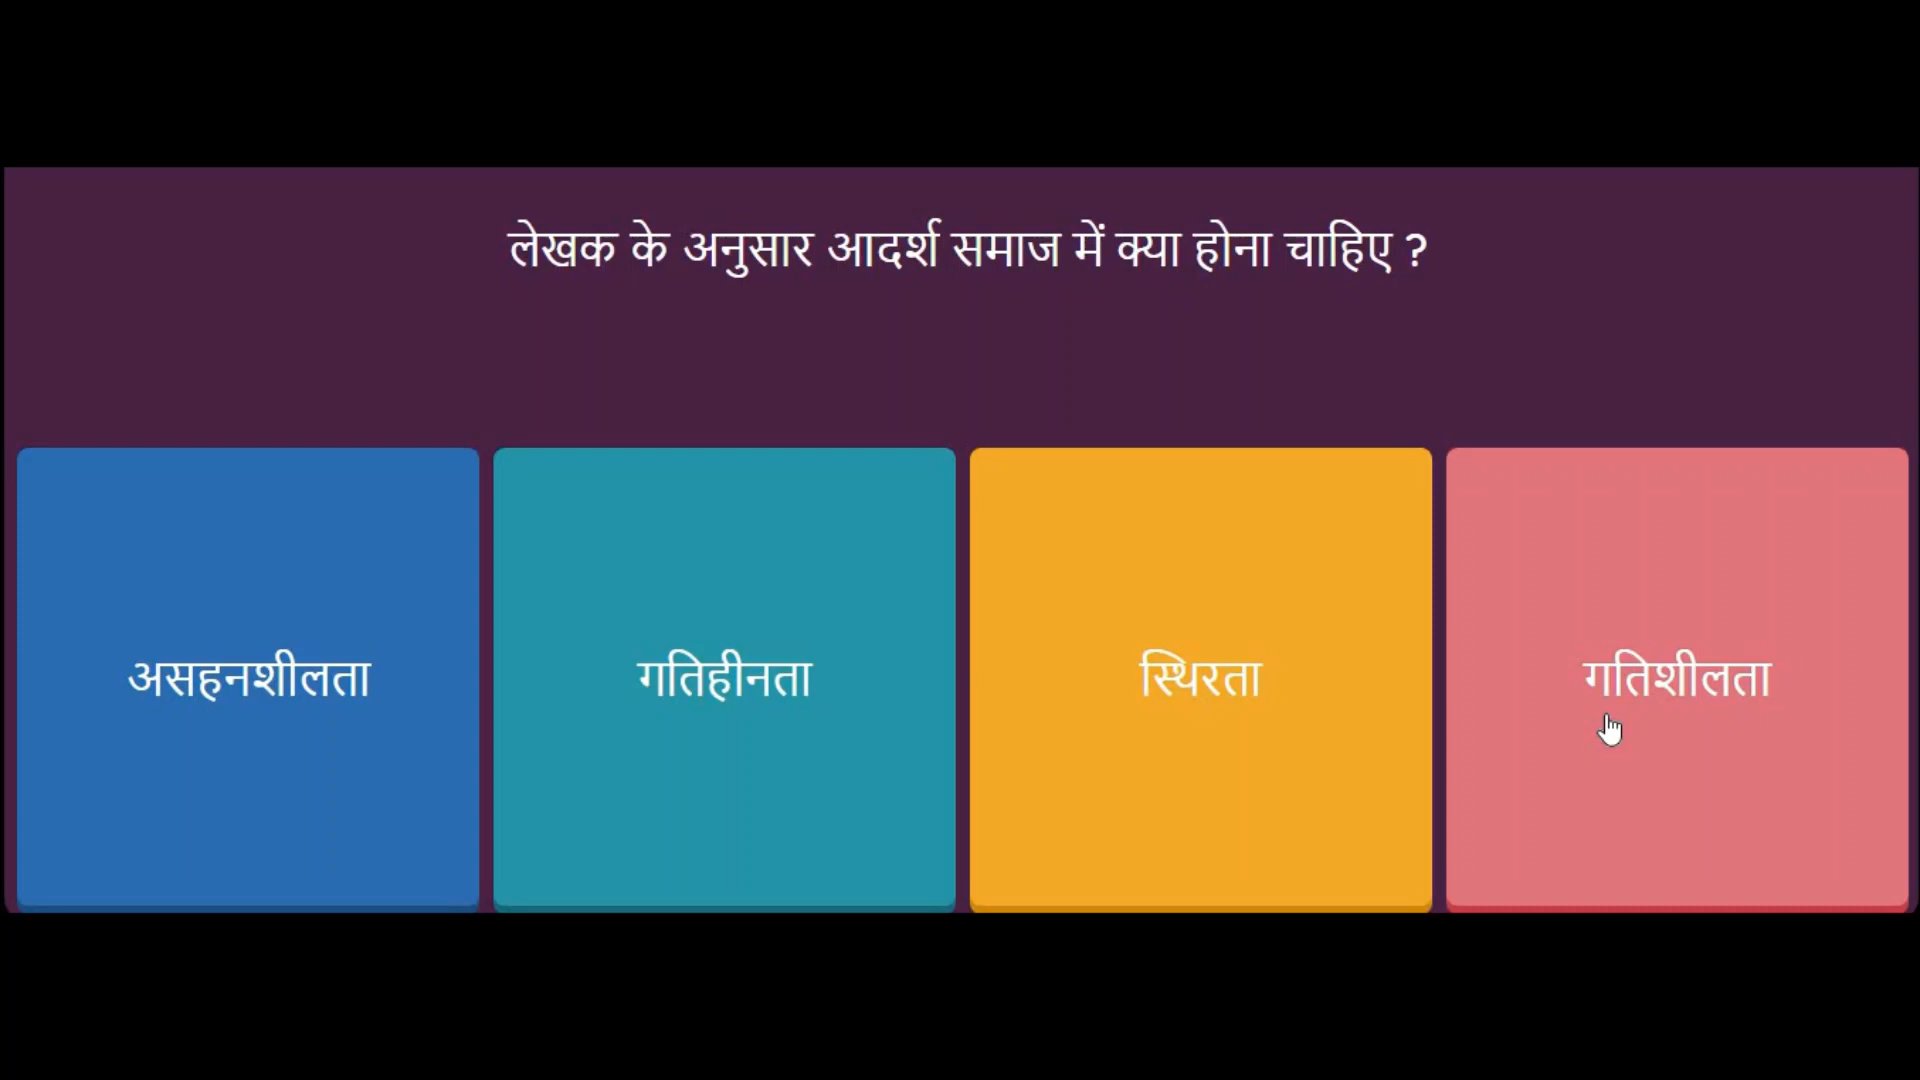 लेखक के अनुसार आदर्श समाज में क्या होना चाहिए ?
असहनशीलता
गतिहीनता
स्थिरता
गतिशीलता